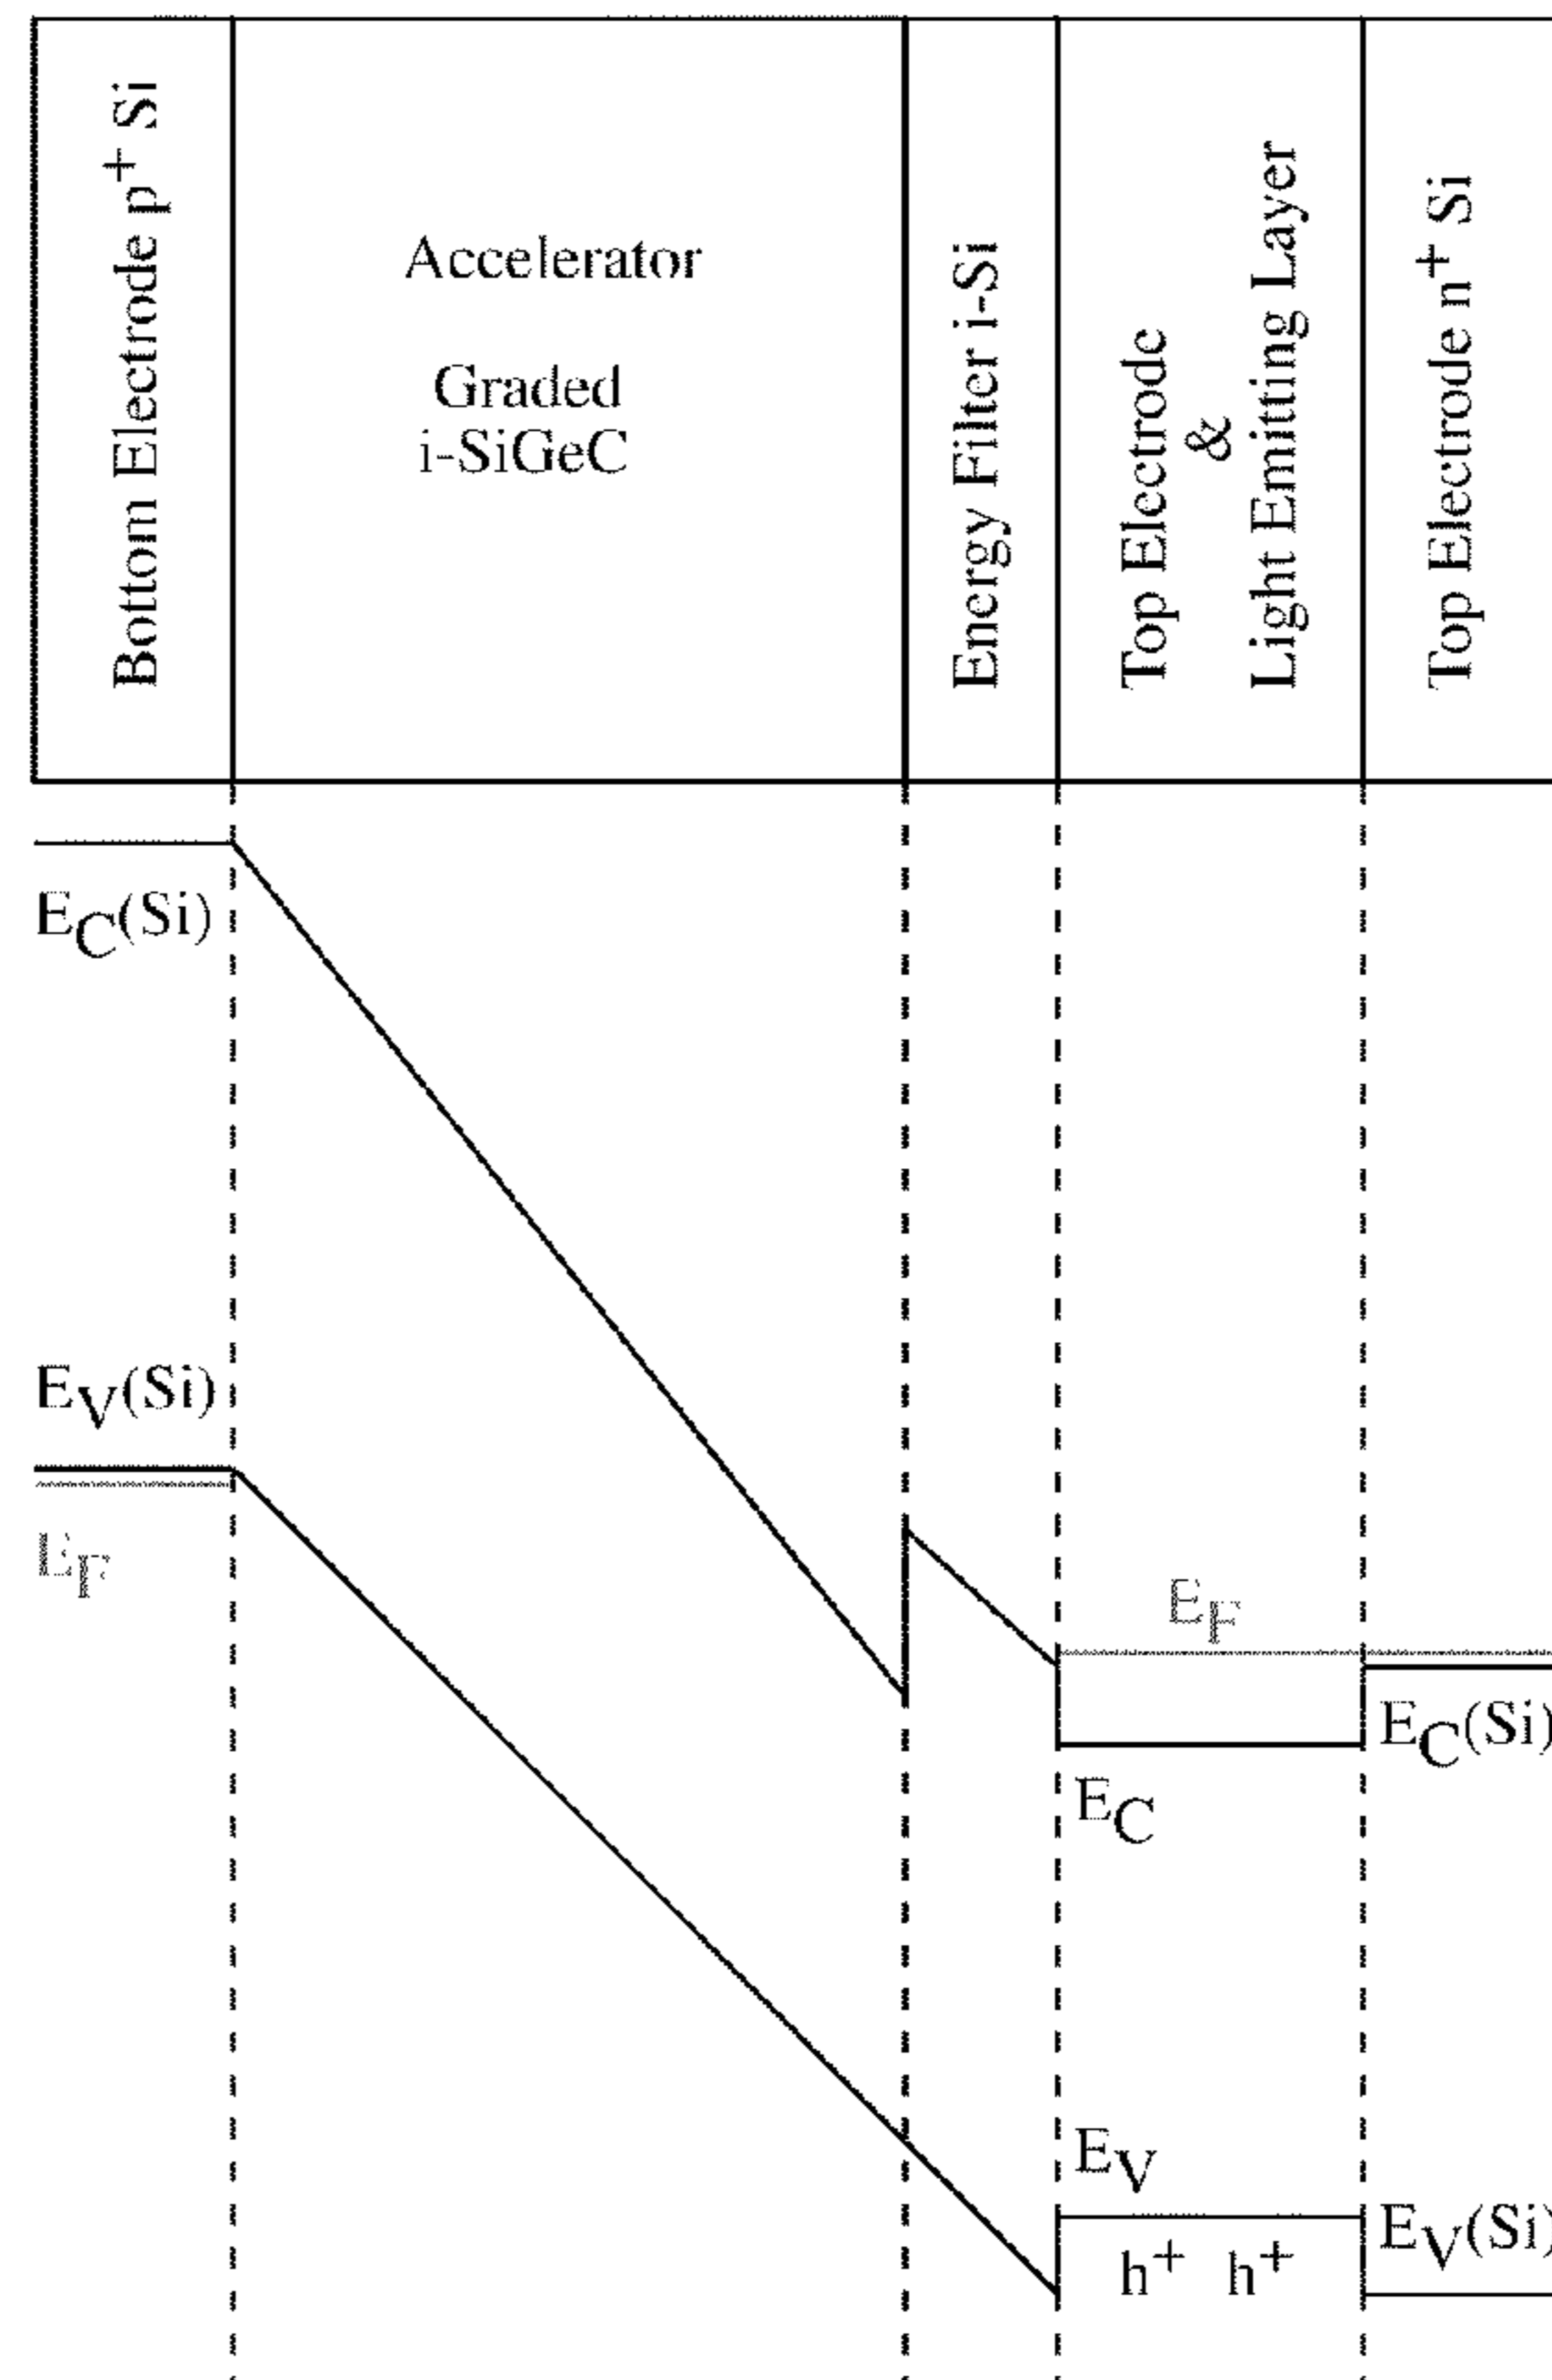 Bottom Electrode p+ Si
Accelerator
Graded
i-SiGeC
Energy Filter i-Si
Top Electrode
&
Light Emitting Layer
Top Electrode n+ Si
EC(Si)
EV(Si)
EF
EF
EC(Si)
EC
EV
EV(Si)
h+ h+